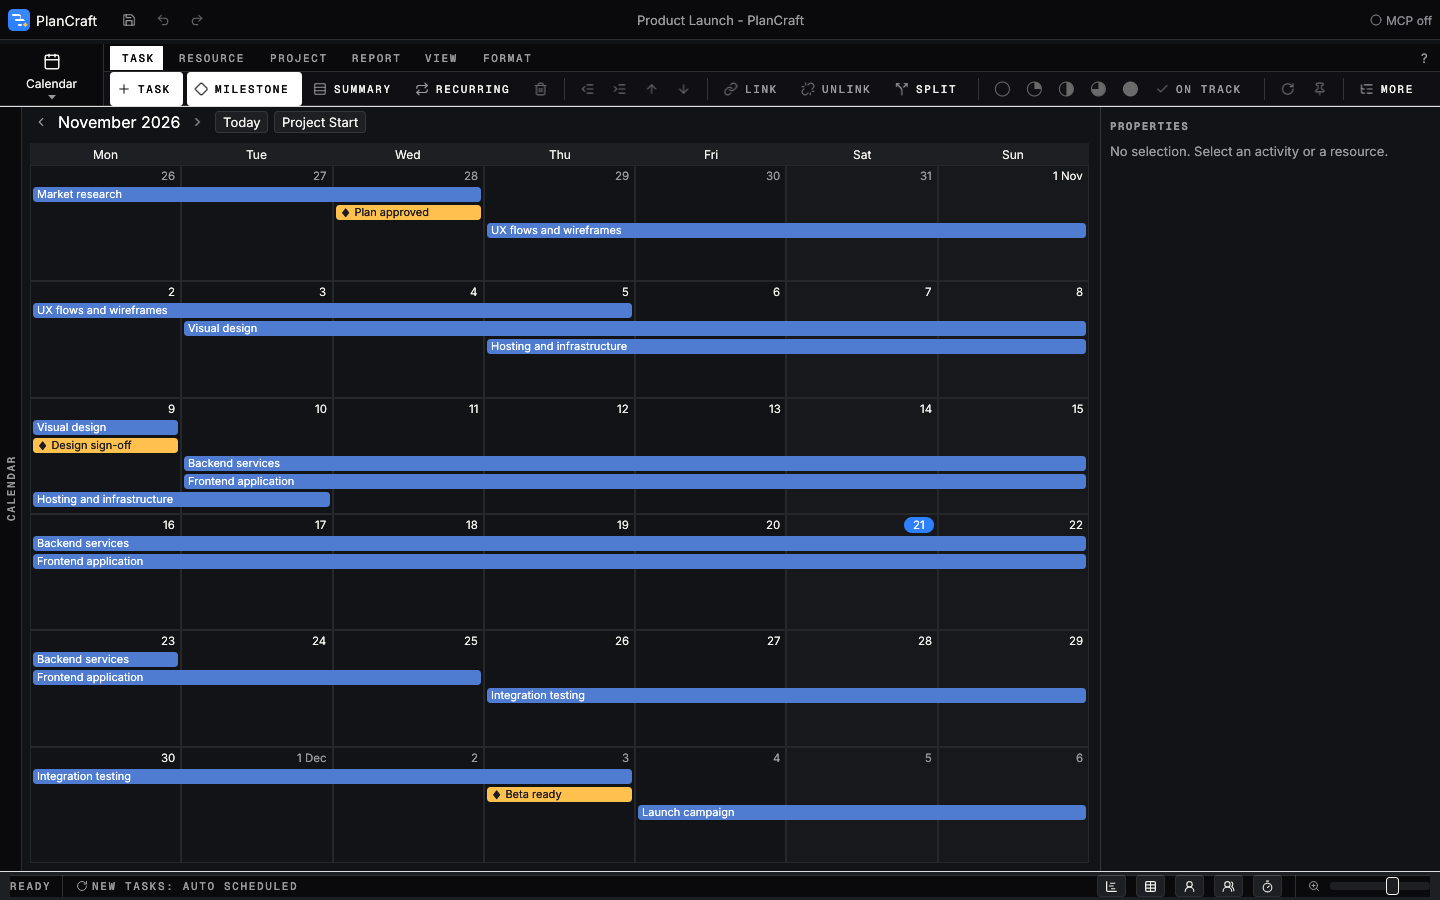 PlanCraft
Product Launch - PlanCraft
MCP off
Calendar
TASK RESOURCE PROJECT REPORT VIEW FORMAT
?
TASK MILESTONE SUMMARY RECURRING LINK UNLINK SPLIT ON TRACK MORE
November 2026 Today Project Start
Mon Tue Wed Thu Fri Sat Sun
26 27 28 29 30 31 1 Nov
Market research
Plan approved
UX flows and wireframes
2 3 4 5 6 7 8
UX flows and wireframes
Visual design
Hosting and infrastructure
9 10 11 12 13 14 15
Visual design
Design sign-off
Backend services
Frontend application
Hosting and infrastructure
16 17 18 19 20 21 22
Backend services
Frontend application
23 24 25 26 27 28 29
Backend services
Frontend application
Integration testing
30 1 Dec 2 3 4 5 6
Integration testing
Beta ready
Launch campaign
CALENDAR
PROPERTIES
No selection. Select an activity or a resource.
READY NEW TASKS: AUTO SCHEDULED